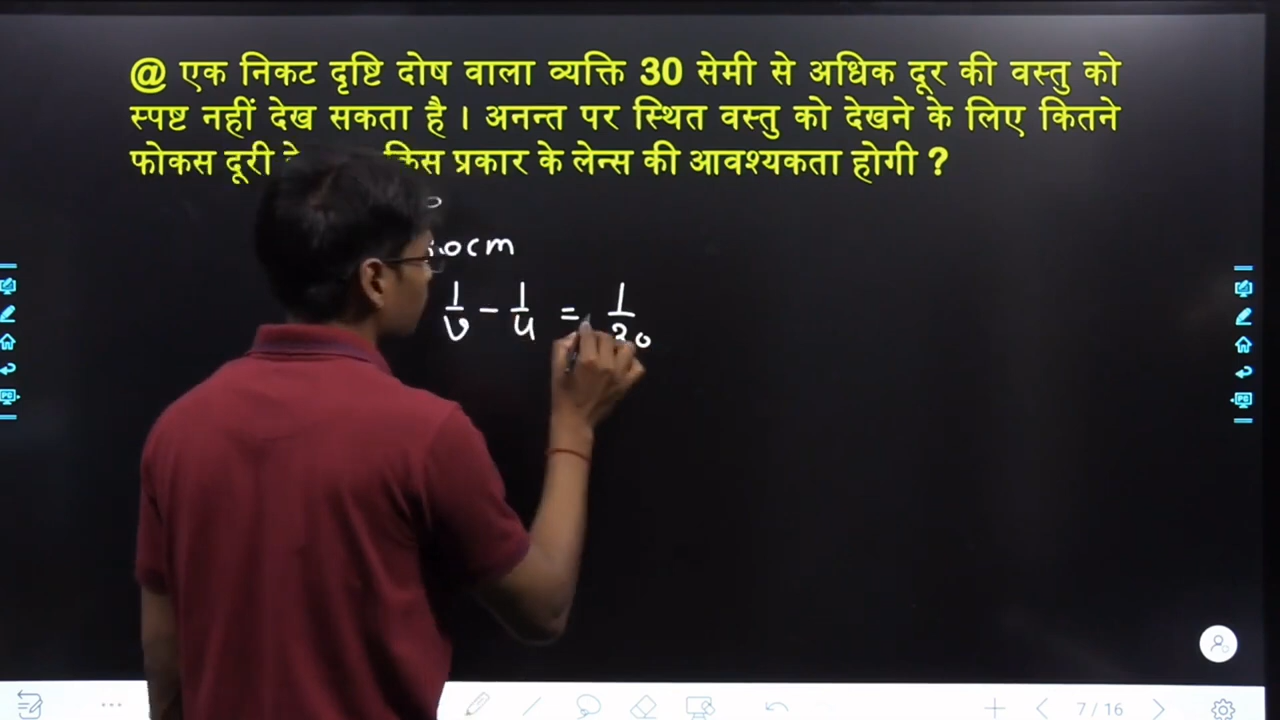 @ एक निकट दृष्टि दोष वाला व्यक्ति 30 सेमी से अधिक दूर की वस्तु को
स्पष्ट नहीं देख सकता है । अनन्त पर स्थित वस्तु को देखने के लिए कितने
फोकस दूरी किस प्रकार के लेन्स की आवश्यकता होगी ?
0cm
1/v - 1/u = 1/30
7 / 16